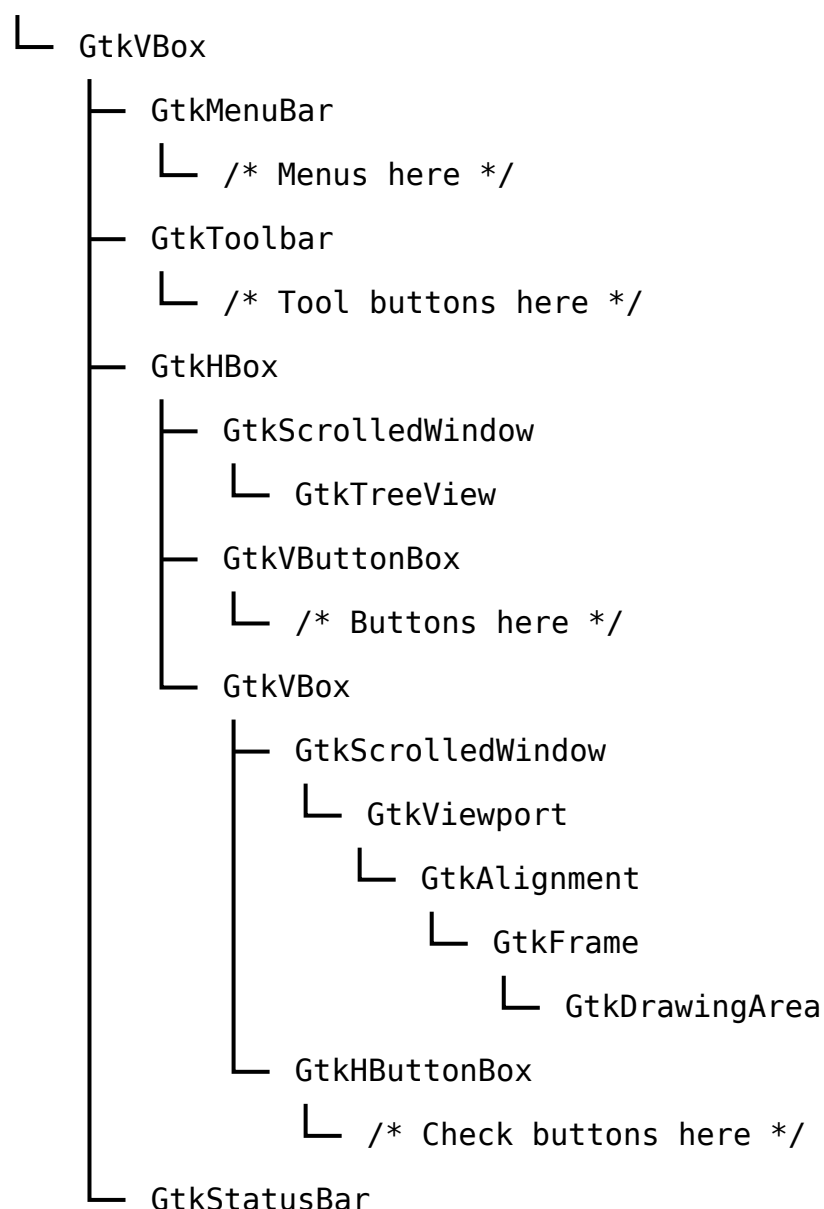 GtkVBox
GtkMenuBar
/* Menus here */
GtkToolbar
/* Tool buttons here */
GtkHBox
GtkScrolledWindow
GtkTreeView
GtkVButtonBox
/* Buttons here */
GtkVBox
GtkScrolledWindow
GtkViewport
GtkAlignment
GtkFrame
GtkDrawingArea
GtkHButtonBox
/* Check buttons here */
GtkStatusBar